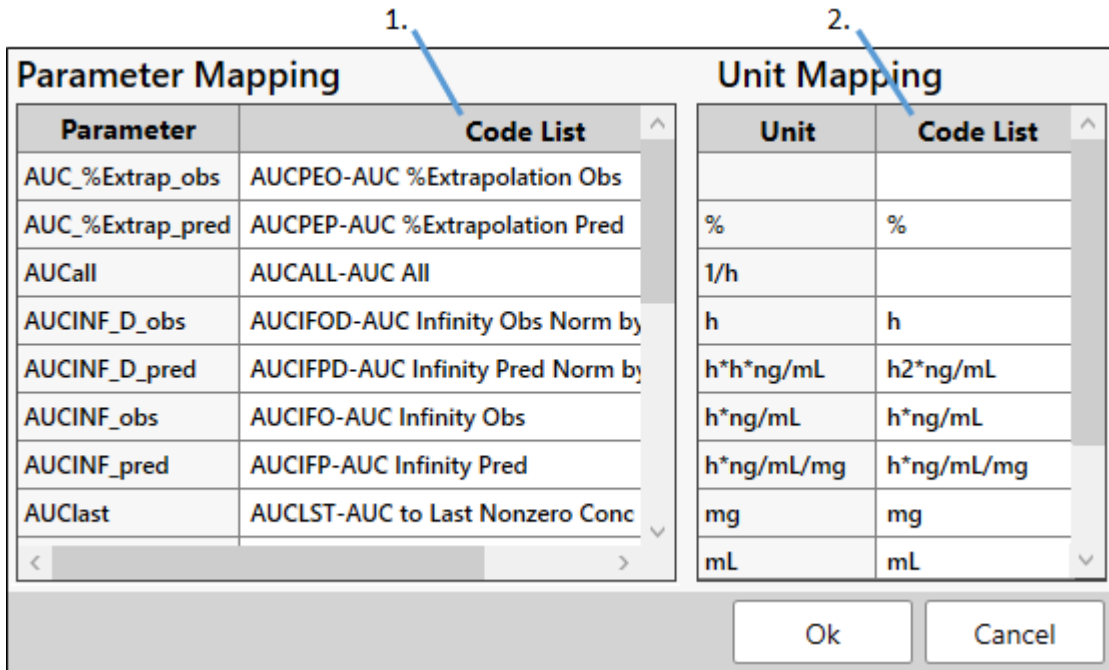 1. 2.
Parameter Mapping Unit Mapping
Parameter Code List Unit Code List
AUC_%Extrap_obs AUCPEO-AUC %Extrapolation Obs
AUC_%Extrap_pred AUCPEP-AUC %Extrapolation Pred % %
AUCall AUCALL-AUC All 1/h
AUCINF_D_obs AUCIFOD-AUC Infinity Obs Norm by h h
AUCINF_D_pred AUCIFPD-AUC Infinity Pred Norm by h*h*ng/mL h2*ng/mL
AUCINF_obs AUCIFO-AUC Infinity Obs h*ng/mL h*ng/mL
AUCINF_pred AUCIFP-AUC Infinity Pred h*ng/mL/mg h*ng/mL/mg
AUClast AUCLST-AUC to Last Nonzero Conc mg mg
mL mL
Ok Cancel